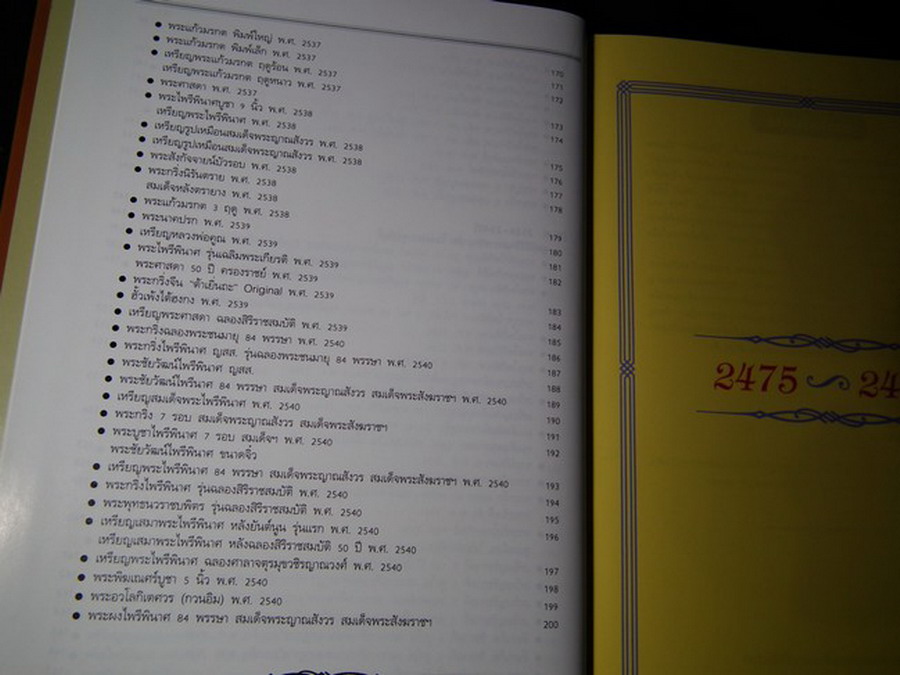 ● พระแก้วมรกต พิมพ์ใหญ่ พ.ศ. 2537
● พระแก้วมรกต พิมพ์เล็ก พ.ศ. 2537 170
● เหรียญพระแก้วมรกต ฤดูร้อน พ.ศ. 2537 171
เหรียญพระแก้วมรกต ฤดูหนาว พ.ศ. 2537 172
● พระศาสดา พ.ศ. 2537
● พระไพรีพินาศบูชา 9 นิ้ว พ.ศ. 2538 173
เหรียญพระไพรีพินาศ พ.ศ. 2538 174
● เหรียญรูปเหมือนสมเด็จพระญาณสังวร พ.ศ. 2538
● เหรียญรูปเหมือนสมเด็จพระญาณสังวร พ.ศ. 2538 175
● พระสังกัจจายน์บัวรอบ พ.ศ. 2538 176
● พระกริ่งนิรันตราย พ.ศ. 2538 177
สมเด็จหลังตรายาง พ.ศ. 2538 178
● พระแก้วมรกต 3 ฤดู พ.ศ. 2538
● พระนาคปรก พ.ศ. 2539 179
● เหรียญหลวงพ่อคูณ พ.ศ. 2539 180
● พระไพรีพินาศ รุ่นเฉลิมพระเกียรติ พ.ศ. 2539 181
พระศาสดา 50 ปี ครองราชย์ พ.ศ. 2539 182
● พระกริ่งจีน "ต้าเยิ่นถะ" Original พ.ศ. 2539
● ฮั้วเพ้งไต้ฮงกง พ.ศ. 2539 183
● เหรียญพระศาสดา ฉลองสิริราชสมบัติ พ.ศ. 2539 184
● พระกริ่งฉลองพระชนมายุ 84 พรรษา พ.ศ. 2540 185
● พระกริ่งไพรีพินาศ ญสส. รุ่นฉลองพระชนมายุ 84 พรรษา พ.ศ. 2540 186
● พระชัยวัฒน์ไพรีพินาศ ญสส. 187
● พระชัยวัฒน์ไพรีพินาศ 84 พรรษา สมเด็จพระญาณสังวร สมเด็จพระสังฆราชฯ พ.ศ. 2540 188
● เหรียญสมเด็จพระไพรีพินาศ พ.ศ. 2540 189
● พระกริ่ง 7 รอบ สมเด็จพระญาณสังวร สมเด็จพระสังฆราชฯ 190
● พระบูชาไพรีพินาศ 7 รอบ สมเด็จฯ พ.ศ. 2540 191
พระชัยวัฒน์ไพรีพินาศ ขนาดจิ๋ว 192
● เหรียญพระไพรีพินาศ 84 พรรษา สมเด็จพระญาณสังวร สมเด็จพระสังฆราชฯ พ.ศ. 2540 193
● พระกริ่งไพรีพินาศ รุ่นฉลองสิริราชสมบัติ พ.ศ. 2540 194
● พระพุทธนวราชบพิตร รุ่นฉลองสิริราชสมบัติ พ.ศ. 2540 195
● เหรียญเสมาพระไพรีพินาศ หลังยันต์นูน รุ่นแรก พ.ศ. 2540 196
เหรียญเสมาพระไพรีพินาศ หลังฉลองสิริราชสมบัติ 50 ปี พ.ศ. 2540
● เหรียญพระไพรีพินาศ ฉลองศาลาจตุรมุขวชิรญาณวงศ์ พ.ศ. 2540 197
● พระพิฆเณศร์บูชา 5 นิ้ว พ.ศ. 2540 198
● พระอวโลกิเตศวร (กวนอิม) พ.ศ. 2540 199
● พระผงไพรีพินาศ 84 พรรษา สมเด็จพระญาณสังวร สมเด็จพระสังฆราชฯ 200
2475 ~ 24